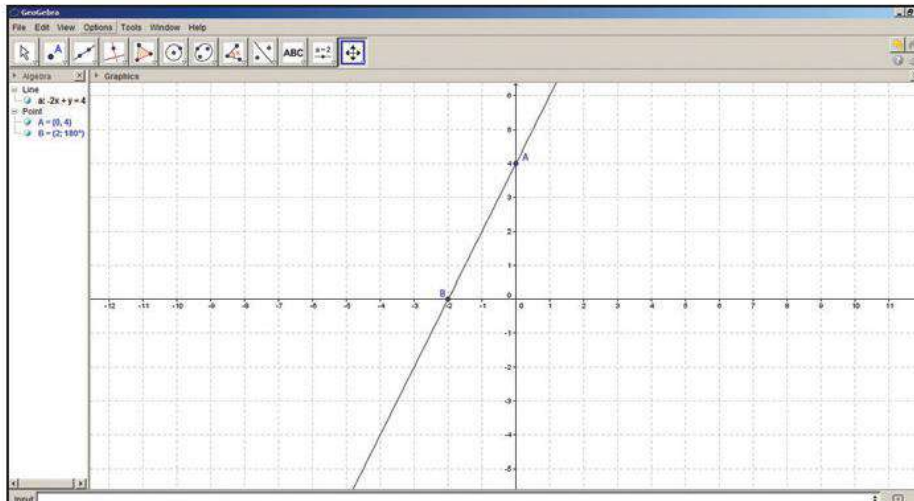 GeoGebra
File Edit View Options Tools Window Help
A ABC a=2
Algebra Graphics
Line
a: -2x + y = 4
Point
A = (0, 4)
B = (2; 180°)
6
5
4 A
3
2
1
B 0
-12 -11 -10 -9 -8 -7 -6 -5 -4 -3 -2 -1 0 1 2 3 4 5 6 7 8 9 10 11
-1
-2
-3
-4
-5
Input